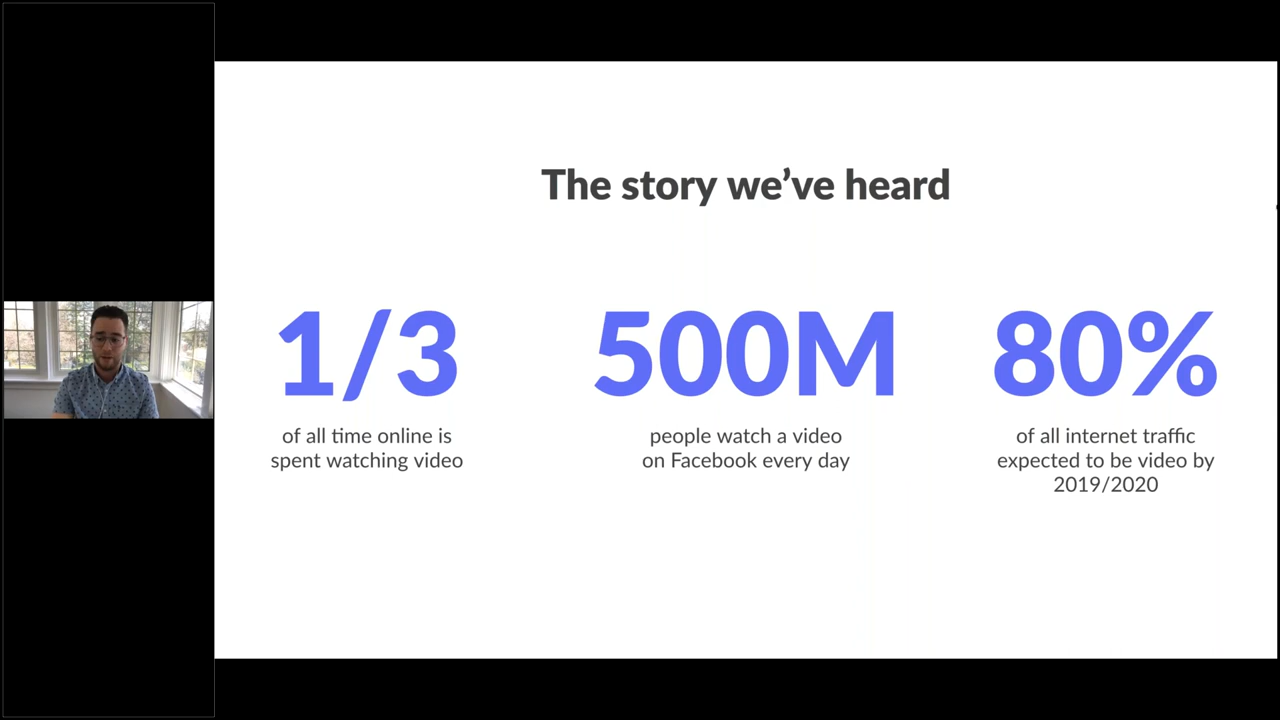 The story we’ve heard
1/3
of all time online is
spent watching video
500M
people watch a video
on Facebook every day
80%
of all internet traffic
expected to be video by
2019/2020